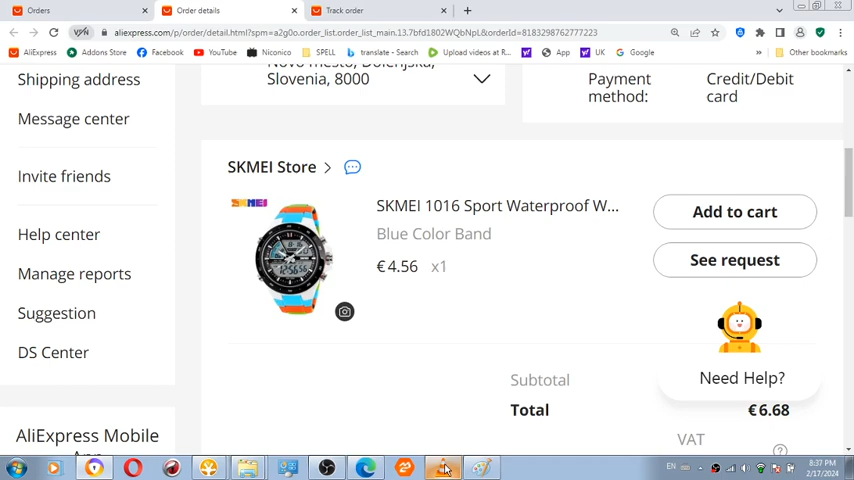 Orders
Order details
Track order
VPN
aliexpress.com/p/order/detail.html?spm=a2g0o.order_list.order_list_main.13.7bfd1802WQbNpL&orderId=8183298762777223
AliExpress
Addons Store
Facebook
YouTube
Niconico
SPELL
translate - Search
Upload videos at R...
App
UK
Google
»
Other bookmarks
Shipping address
Message center
Invite friends
Help center
Manage reports
Suggestion
DS Center
AliExpress Mobile
Novo mesto, Dolenjska,
Slovenia, 8000
Payment
method:
Credit/Debit
card
SKMEI Store >
SKMEI
SKMEI 1016 Sport Waterproof W...
Blue Color Band
€4.56 x1
Add to cart
See request
Need Help?
Subtotal
Total
€6.68
VAT
EN
8:37 PM
2/17/2024